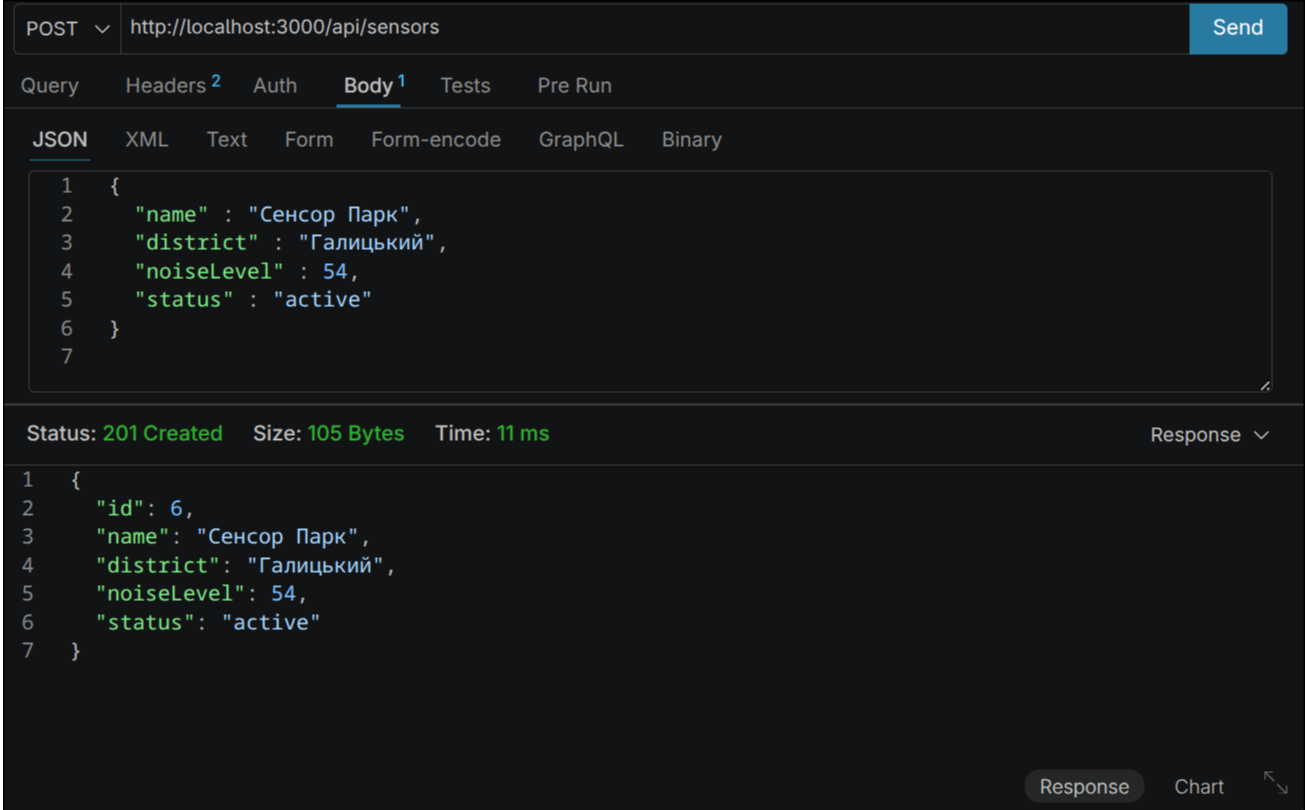 POST http://localhost:3000/api/sensors Send
Query Headers 2 Auth Body 1 Tests Pre Run
JSON XML Text Form Form-encode GraphQL Binary
1 {
2 "name" : "Сенсор Парк",
3 "district" : "Галицький",
4 "noiseLevel" : 54,
5 "status" : "active"
6 }
7
Status: 201 Created Size: 105 Bytes Time: 11 ms Response
1 {
2 "id": 6,
3 "name": "Сенсор Парк",
4 "district": "Галицький",
5 "noiseLevel": 54,
6 "status": "active"
7 }
Response Chart